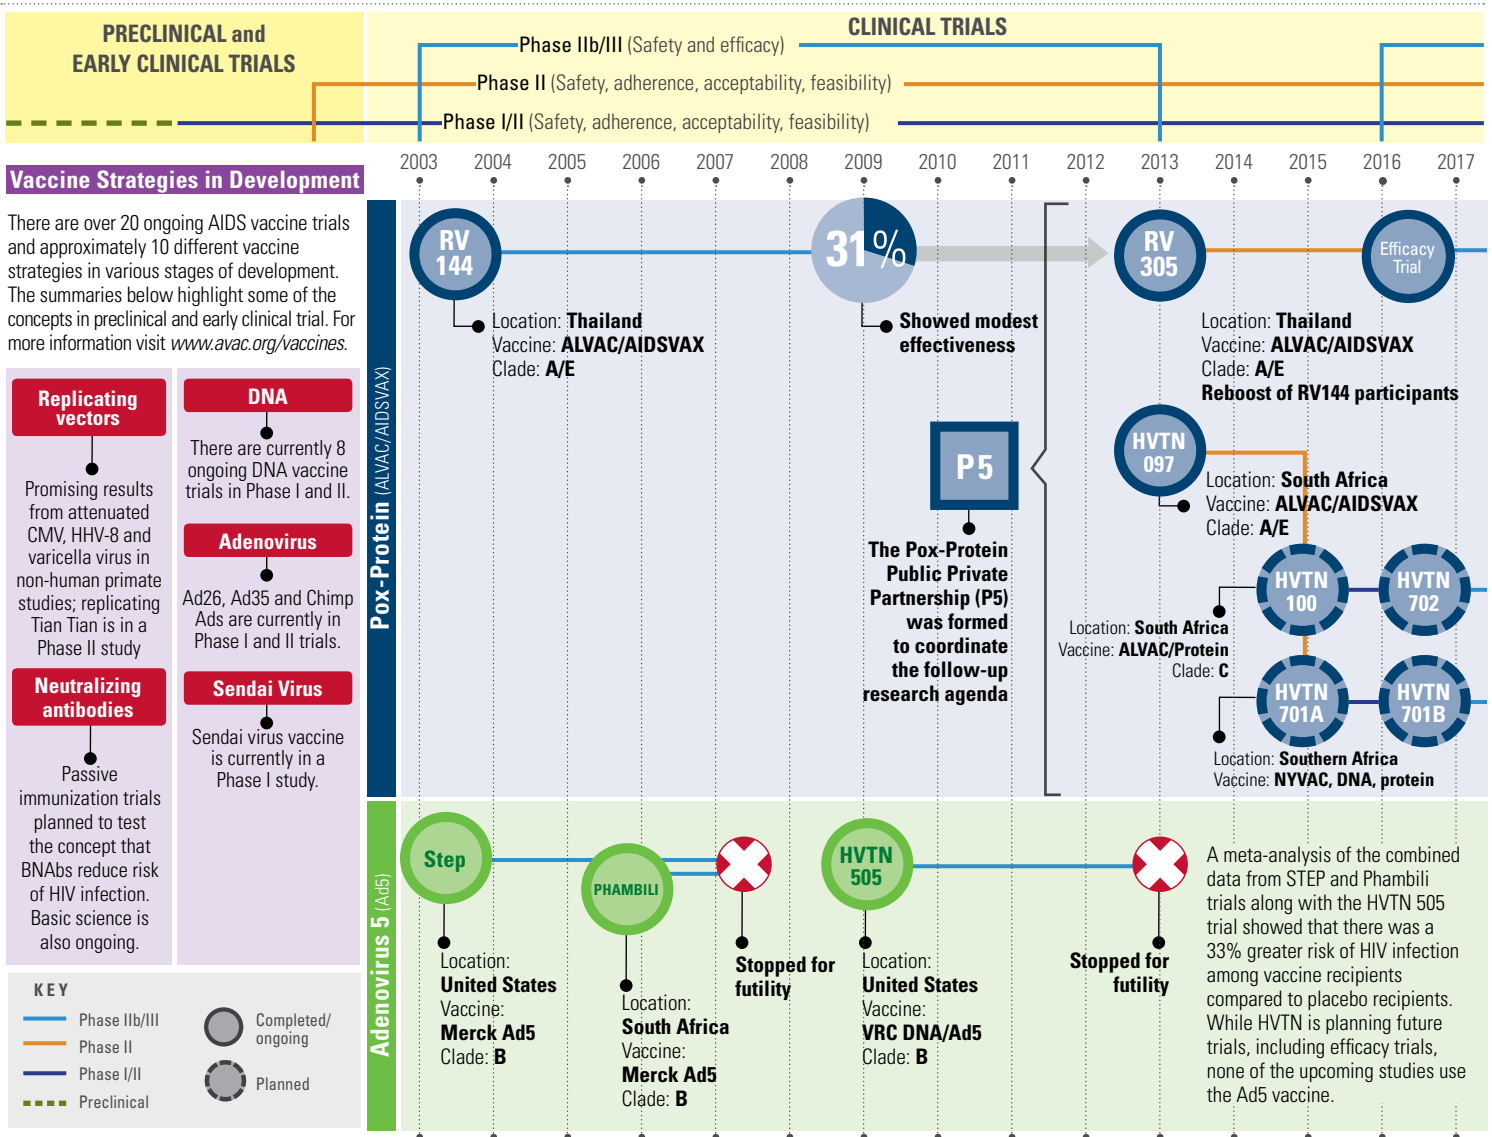 PRECLINICAL and
EARLY CLINICAL TRIALS
CLINICAL TRIALS
Phase IIb/III (Safety and efficacy)
Phase II (Safety, adherence, acceptability, feasibility)
Phase I/II (Safety, adherence, acceptability, feasibility)
2003 2004 2005 2006 2007 2008 2009 2010 2011 2012 2013 2014 2015 2016 2017
Vaccine Strategies in Development
There are over 20 ongoing AIDS vaccine trials
and approximately 10 different vaccine
strategies in various stages of development.
The summaries below highlight some of the
concepts in preclinical and early clinical trial. For
more information visit www.avac.org/vaccines.
Replicating
vectors
Promising results
from attenuated
CMV, HHV-8 and
varicella virus in
non-human primate
studies; replicating
Tian Tian is in a
Phase II study
Neutralizing
antibodies
Passive
immunization trials
planned to test
the concept that
BNAbs reduce risk
of HIV infection.
Basic science is
also ongoing.
DNA
There are currently 8
ongoing DNA vaccine
trials in Phase I and II.
Adenovirus
Ad26, Ad35 and Chimp
Ads are currently in
Phase I and II trials.
Sendai Virus
Sendai virus vaccine
is currently in a
Phase I study.
KEY
Phase IIb/III
Phase II
Phase I/II
Preclinical
Completed/
ongoing
Planned
Pox-Protein (ALVAC/AIDSVAX)
RV
144
Location: Thailand
Vaccine: ALVAC/AIDSVAX
Clade: A/E
31%
Showed modest
effectiveness
P5
The Pox-Protein
Public Private
Partnership (P5)
was formed
to coordinate
the follow-up
research agenda
RV
305
Efficacy
Trial
Location: Thailand
Vaccine: ALVAC/AIDSVAX
Clade: A/E
Reboost of RV144 participants
HVTN
097
Location: South Africa
Vaccine: ALVAC/AIDSVAX
Clade: A/E
HVTN
100
HVTN
702
Location: South Africa
Vaccine: ALVAC/Protein
Clade: C
HVTN
701A
HVTN
701B
Location: Southern Africa
Vaccine: NYVAC, DNA, protein
Adenovirus 5 (Ad5)
Step
Location:
United States
Vaccine:
Merck Ad5
Clade: B
PHAMBILI
Location:
South Africa
Vaccine:
Merck Ad5
Clade: B
Stopped for
futility
HVTN
505
Location:
United States
Vaccine:
VRC DNA/Ad5
Clade: B
Stopped for
futility
A meta-analysis of the combined
data from STEP and Phambili
trials along with the HVTN 505
trial showed that there was a
33% greater risk of HIV infection
among vaccine recipients
compared to placebo recipients.
While HVTN is planning future
trials, including efficacy trials,
none of the upcoming studies use
the Ad5 vaccine.